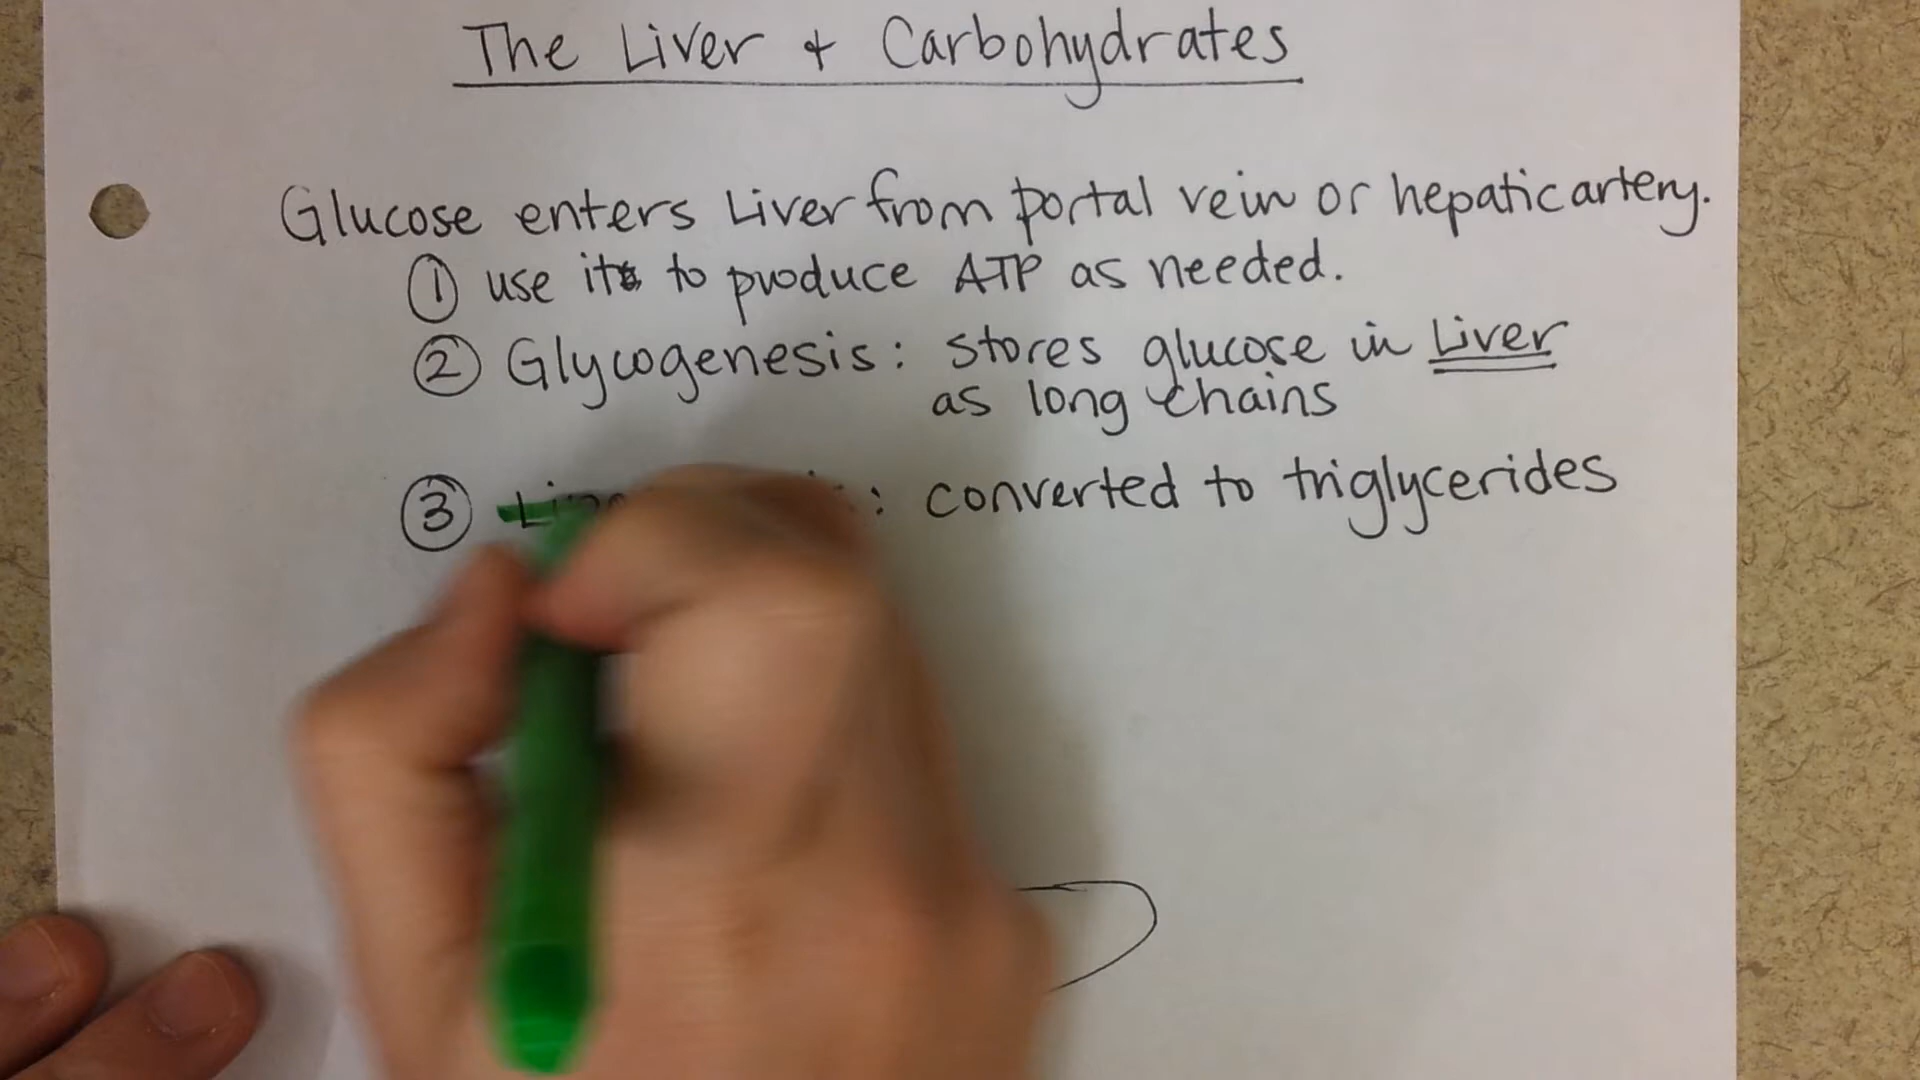 The Liver + Carbohydrates
Glucose enters Liver from portal vein or hepatic artery.
① use it to produce ATP as needed.
② Glycogenesis: stores glucose in Liver
as long chains
③ : converted to triglycerides